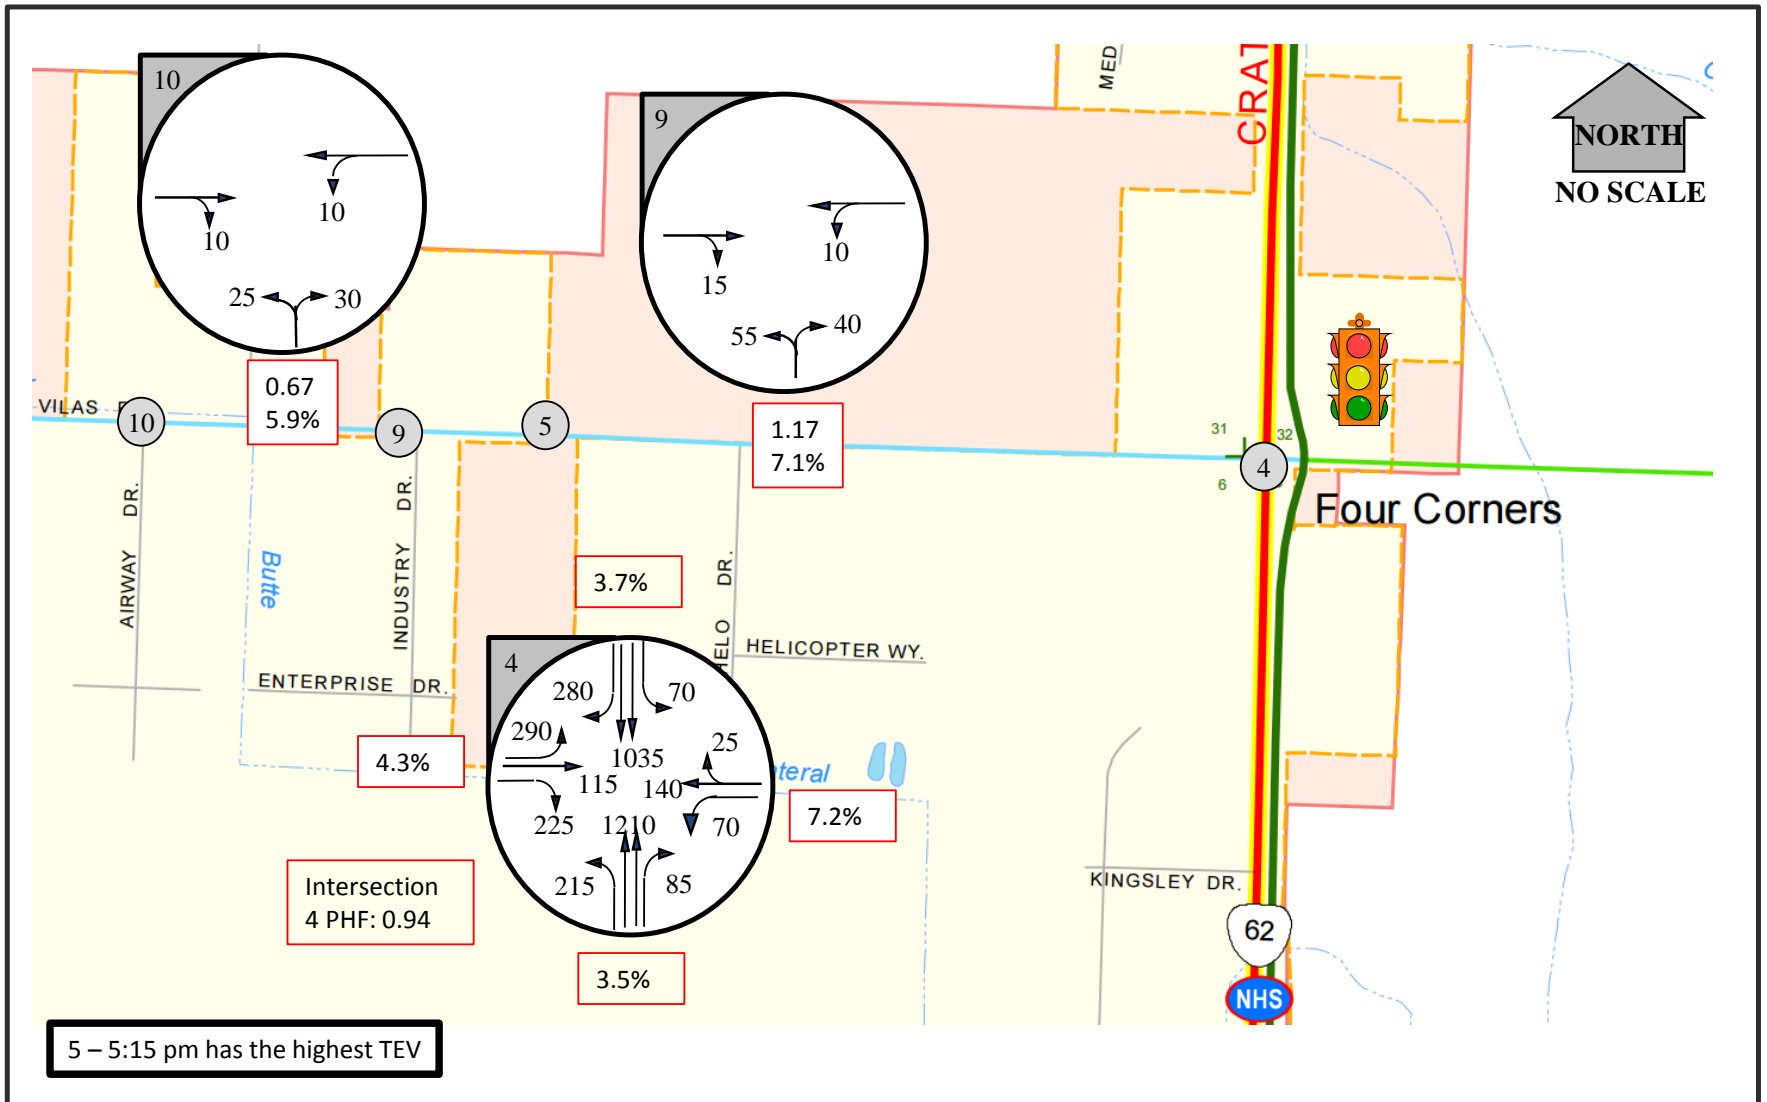 10
10
10
25
30
0.67
5.9%
9
10
15
55
40
1.17
7.1%
MED
CRAT
NORTH
NO SCALE
VILAS
10
9
5
31
32
4
6
Four Corners
AIRWAY DR.
Butte
INDUSTRY DR.
HELO DR.
HELICOPTER WY.
ENTERPRISE DR.
3.7%
4
280
70
290
1035
25
115
140
225
1210
70
215
85
4.3%
teral
7.2%
Intersection
4 PHF: 0.94
3.5%
KINGSLEY DR.
62
NHS
5 – 5:15 pm has the highest TEV